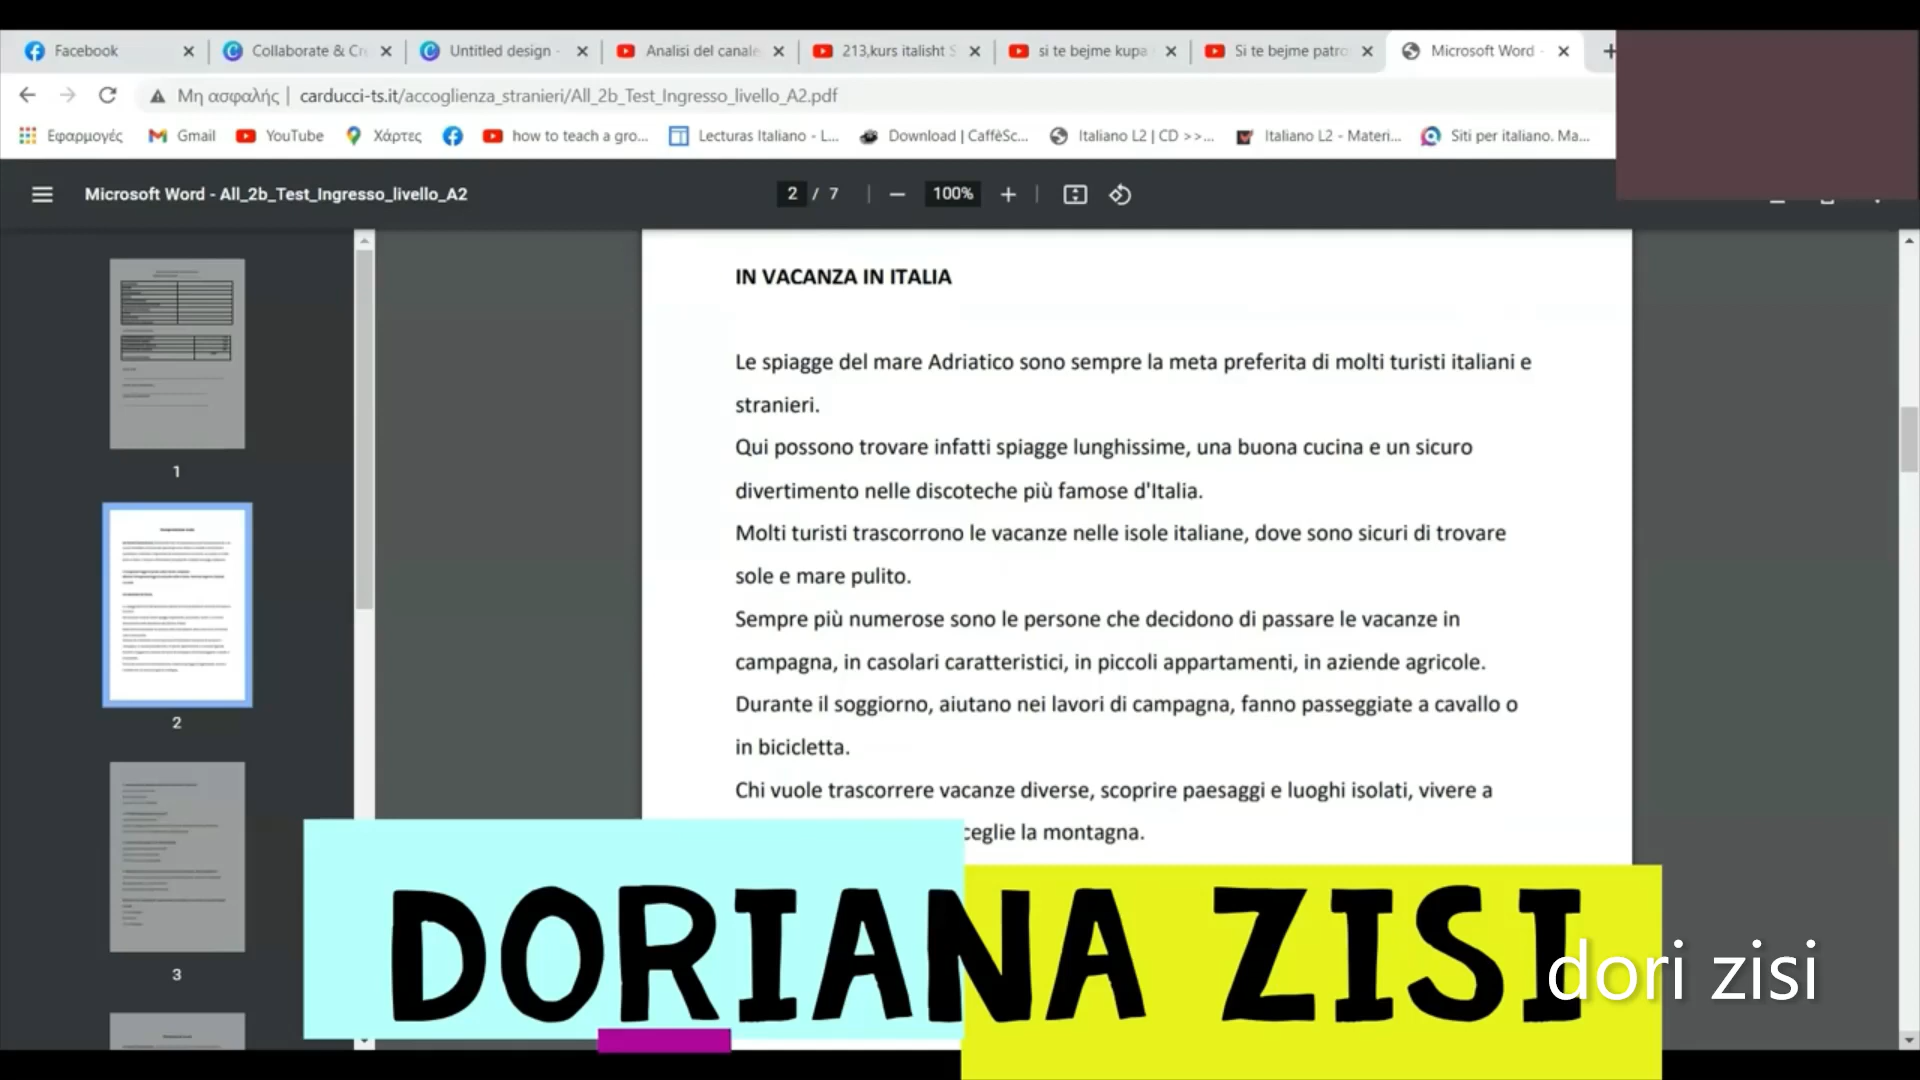 Facebook
Collaborate & Cr
Untitled design -
Analisi del canale
213,kurs italisht S
si te bejme kupa
Si te bejme patro
Microsoft Word -
Μη ασφαλής | carducci-ts.it/accoglienza_stranieri/All_2b_Test_Ingresso_livello_A2.pdf
Εφαρμογές
Gmail
YouTube
Χάρτες
how to teach a gro...
Lecturas Italiano - L...
Download | CaffèSc...
Italiano L2 | CD >>...
Italiano L2 - Materi...
Siti per italiano. Ma...
Microsoft Word - All_2b_Test_Ingresso_livello_A2
2 / 7
100%
1
2
3
IN VACANZA IN ITALIA
Le spiagge del mare Adriatico sono sempre la meta preferita di molti turisti italiani e
stranieri.
Qui possono trovare infatti spiagge lunghissime, una buona cucina e un sicuro
divertimento nelle discoteche più famose d'Italia.
Molti turisti trascorrono le vacanze nelle isole italiane, dove sono sicuri di trovare
sole e mare pulito.
Sempre più numerose sono le persone che decidono di passare le vacanze in
campagna, in casolari caratteristici, in piccoli appartamenti, in aziende agricole.
Durante il soggiorno, aiutano nei lavori di campagna, fanno passeggiate a cavallo o
in bicicletta.
Chi vuole trascorrere vacanze diverse, scoprire paesaggi e luoghi isolati, vivere a
ceglie la montagna.
DORIANA ZISI
dori zisi